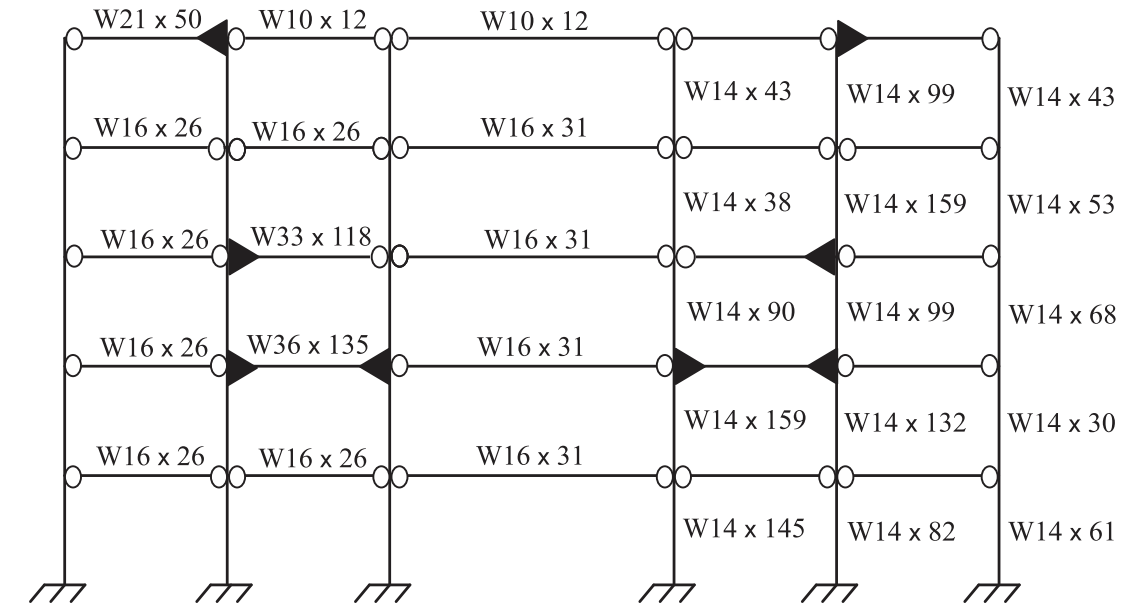 W21 x 50 W10 x 12 W10 x 12
W14 x 43 W14 x 99 W14 x 43
W16 x 26 W16 x 26 W16 x 31
W14 x 38 W14 x 159 W14 x 53
W16 x 26 W33 x 118 W16 x 31
W14 x 90 W14 x 99 W14 x 68
W16 x 26 W36 x 135 W16 x 31
W14 x 159 W14 x 132 W14 x 30
W16 x 26 W16 x 26 W16 x 31
W14 x 145 W14 x 82 W14 x 61